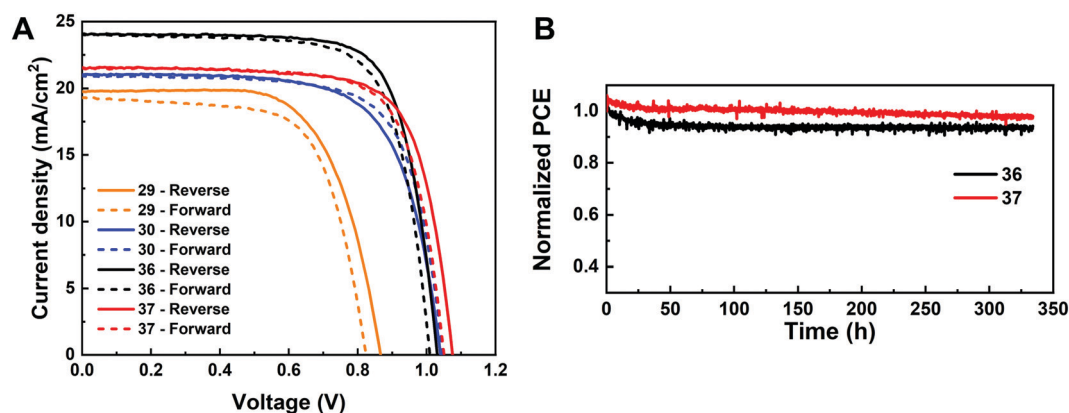 A
Current density (mA/cm²)
25
20
15
10
5
0
29 - Reverse
29 - Forward
30 - Reverse
30 - Forward
36 - Reverse
36 - Forward
37 - Reverse
37 - Forward
0.0 0.2 0.4 0.6 0.8 1.0 1.2
Voltage (V)
B
Normalized PCE
1.0
0.8
0.6
0.4
36
37
0 50 100 150 200 250 300 350
Time (h)